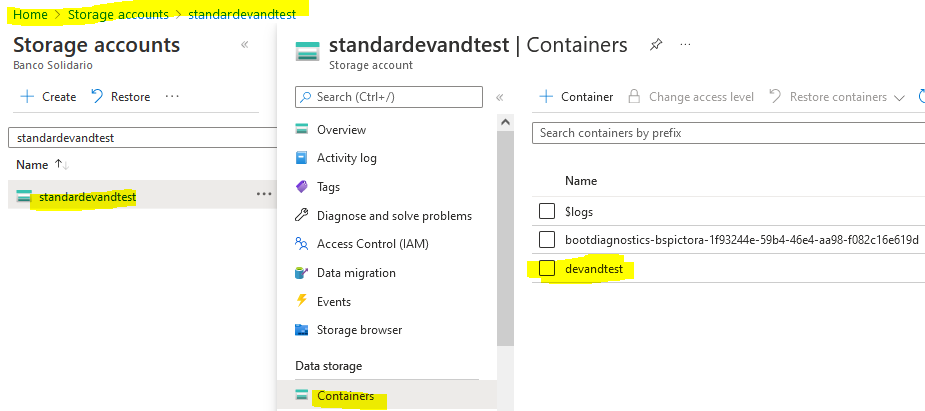 Home > Storage accounts > standardevandtest
Storage accounts
Banco Solidario
Create Restore
standardevandtest
Name
standardevandtest
standardevandtest | Containers
Storage account
Search (Ctrl+/)
Overview
Activity log
Tags
Diagnose and solve problems
Access Control (IAM)
Data migration
Events
Storage browser
Data storage
Containers
Container Change access level Restore containers
Search containers by prefix
Name
$logs
bootdiagnostics-bspictora-1f93244e-59b4-46e4-aa98-f082c16e619d
devandtest